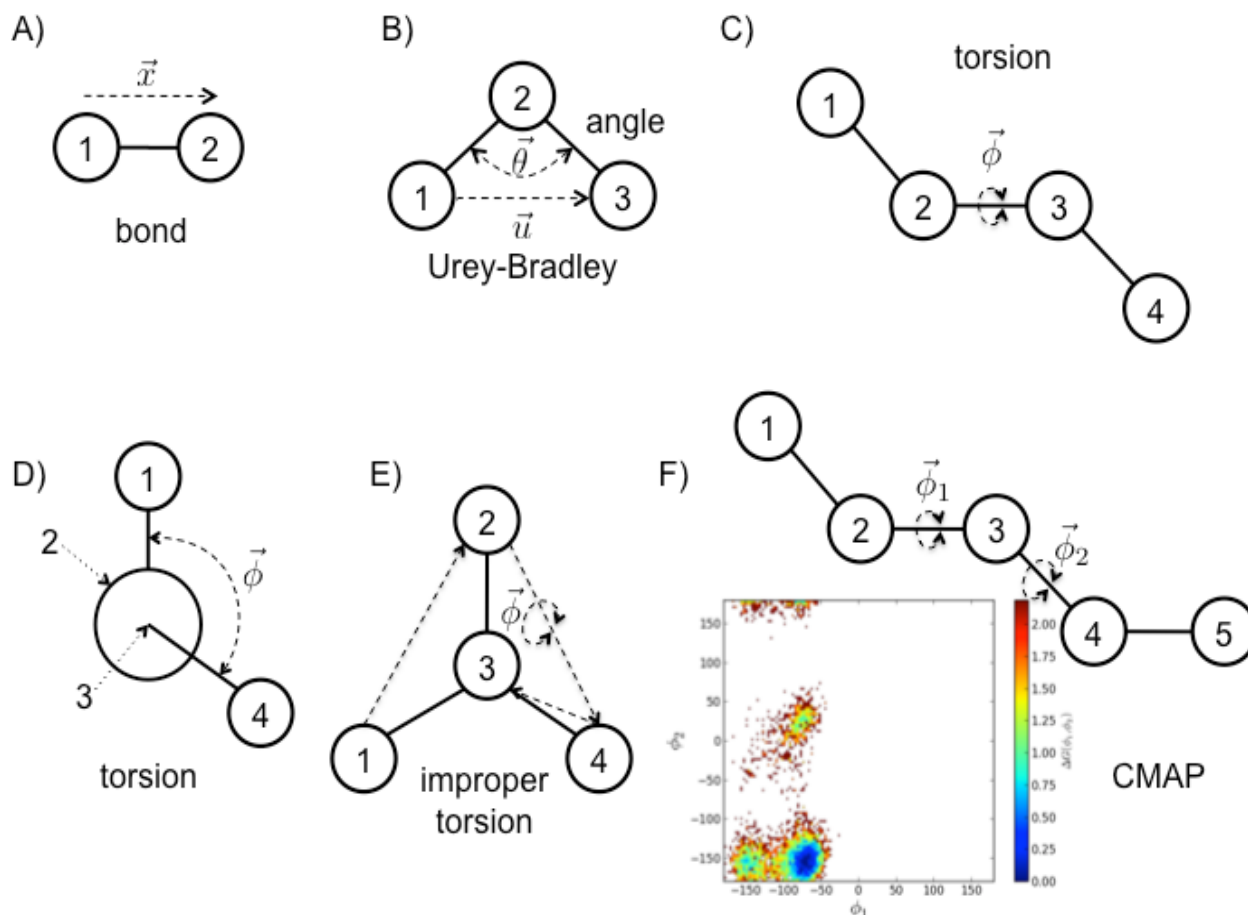 A)
x⃗
1
2
bond
B)
2
angle
θ⃗
1
3
u⃗
Urey-Bradley
C)
torsion
1
ϕ⃗
2
3
4
D)
1
2
ϕ⃗
3
4
torsion
E)
2
ϕ⃗
3
1
4
improper
torsion
F)
1
ϕ⃗₁
2
3
ϕ⃗₂
4
5
CMAP
150
100
50
0
−50
−100
−150
ϕ₂
−150 −100 −50 0 50 100 150
ϕ₁
2.00
1.75
1.50
1.25
1.00
0.75
0.50
0.25
0.00